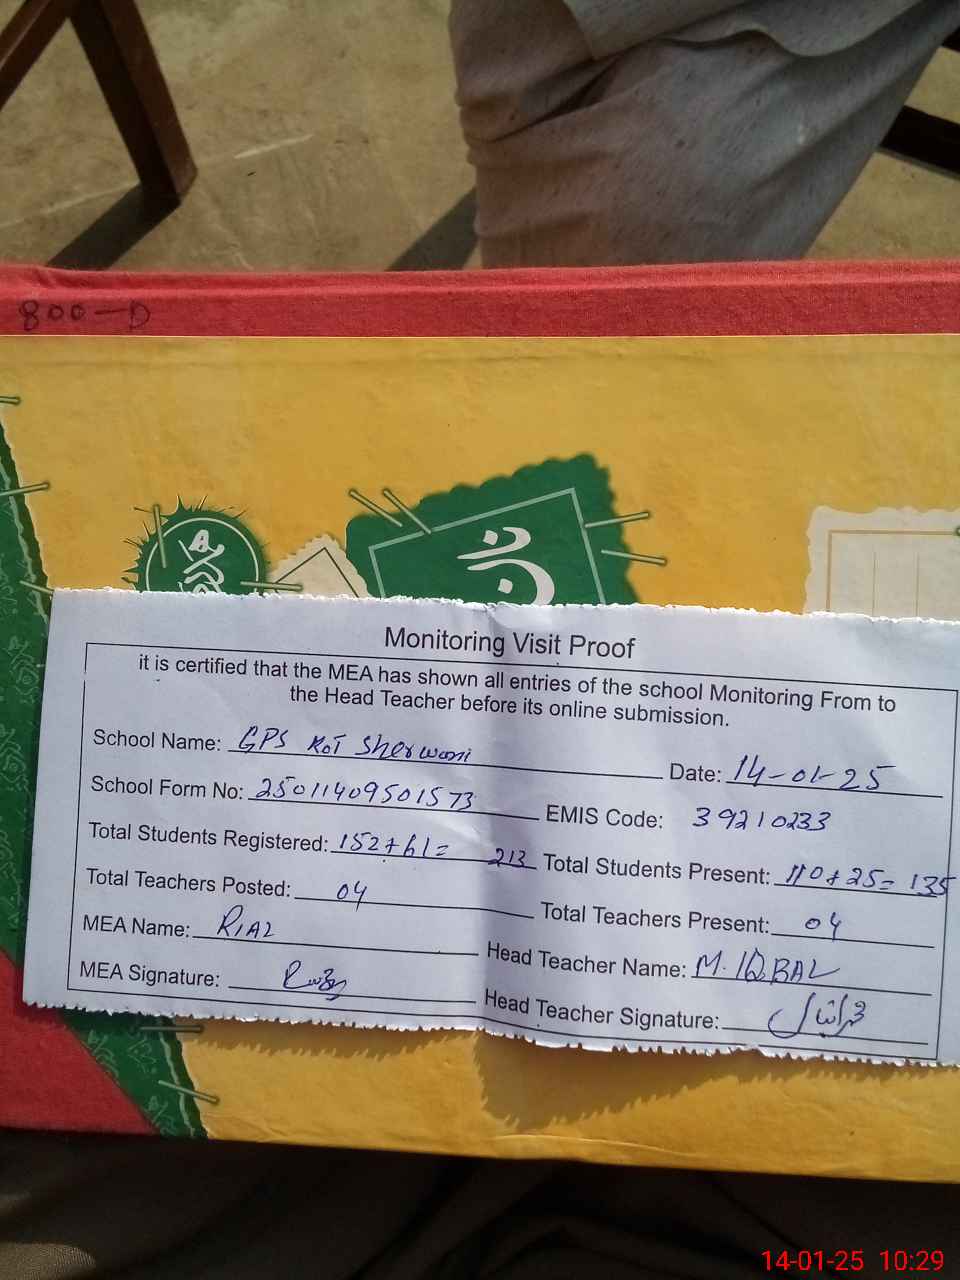 800-D
Monitoring Visit Proof
it is certified that the MEA has shown all entries of the school Monitoring From to
the Head Teacher before its online submission.
School Name: GPS KOT Sherwani
Date: 14-01-25
School Form No: 25011409501573
EMIS Code: 39210233
Total Students Registered: 152+61= 213
Total Students Present: 110+25= 135
Total Teachers Posted: 04
Total Teachers Present: 04
MEA Name: RIAZ
Head Teacher Name: M. IQBAL
MEA Signature:
Head Teacher Signature: محمد اقبال
14-01-25 10:29